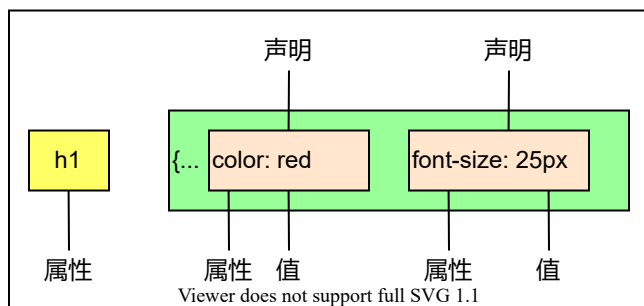 声明 声明
h1 {... color: red font-size: 25px
属性 属性 值 属性 值
Viewer does not support full SVG 1.1